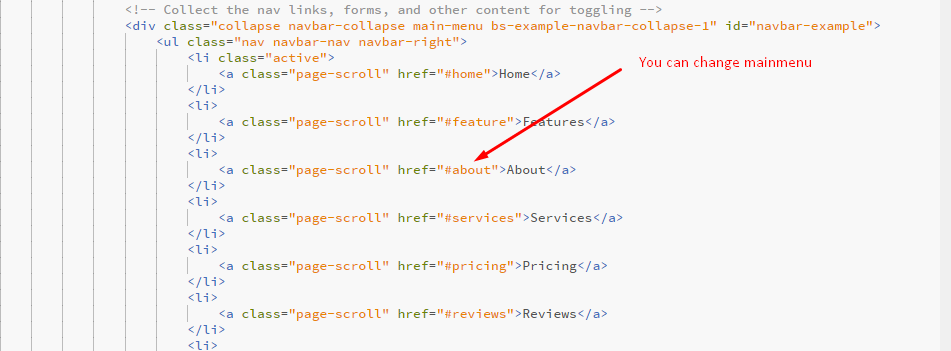 <!-- Collect the nav links, forms, and other content for toggling -->
<div class="collapse navbar-collapse main-menu bs-example-navbar-collapse-1" id="navbar-example">
<ul class="nav navbar-nav navbar-right">
<li class="active">
<a class="page-scroll" href="#home">Home</a>
You can change mainmenu
</li>
<li>
<a class="page-scroll" href="#feature">Features</a>
</li>
<li>
<a class="page-scroll" href="#about">About</a>
</li>
<li>
<a class="page-scroll" href="#services">Services</a>
</li>
<li>
<a class="page-scroll" href="#pricing">Pricing</a>
</li>
<li>
<a class="page-scroll" href="#reviews">Reviews</a>
</li>
<li>